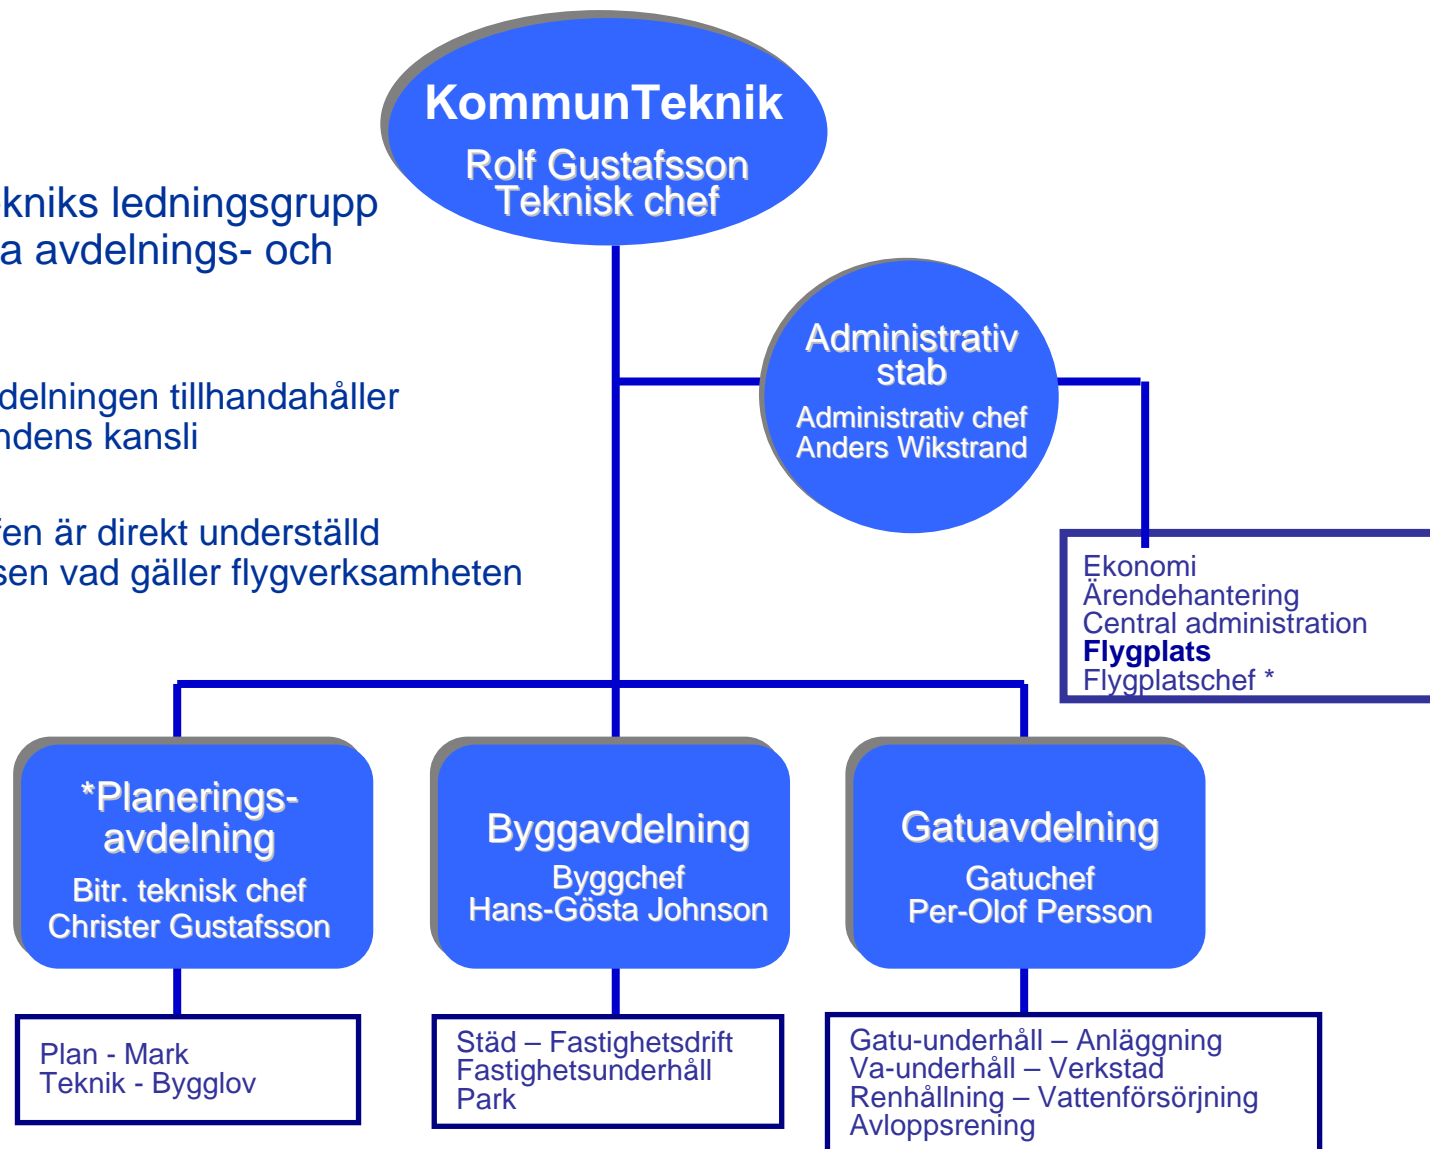 KommunTeknik
Rolf Gustafsson
Teknisk chef
kniks ledningsgrupp
a avdelnings- och
delningen tillhandahåller
ndens kansli
fen är direkt underställd
sen vad gäller flygverksamheten
Administrativ
stab
Administrativ chef
Anders Wikstrand
Ekonomi
Ärendehantering
Central administration
Flygplats
Flygplatschef *
*Planerings-
avdelning
Bitr. teknisk chef
Christer Gustafsson
Byggavdelning
Byggchef
Hans-Gösta Johnson
Gatuavdelning
Gatuchef
Per-Olof Persson
Plan - Mark
Teknik - Bygglov
Städ – Fastighetsdrift
Fastighetsunderhåll
Park
Gatu-underhåll – Anläggning
Va-underhåll – Verkstad
Renhållning – Vattenförsörjning
Avloppsrening